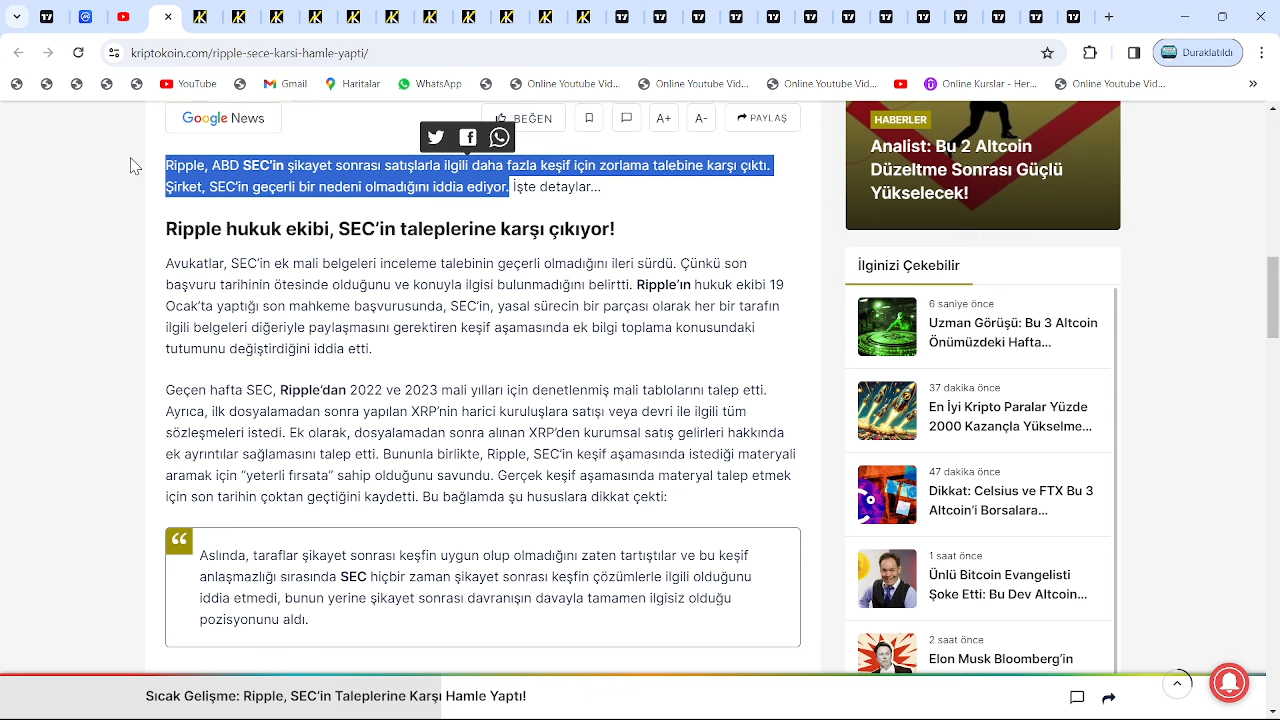 kriptokoin.com/ripple-sece-karsi-hamle-yapti/
Duraklatıldı
YouTube
Gmail
Haritalar
WhatsApp
Online Youtube Vid...
Online Youtube Vid...
Online Youtube Vid...
Online Kurslar - Her...
Online Youtube Vid...
Google News
BEĞEN
A+
A-
PAYLAŞ
Ripple, ABD SEC’in şikayet sonrası satışlarla ilgili daha fazla keşif için zorlama talebine karşı çıktı.
Şirket, SEC’in geçerli bir nedeni olmadığını iddia ediyor. İşte detaylar…
Ripple hukuk ekibi, SEC’in taleplerine karşı çıkıyor!
Avukatlar, SEC’in ek mali belgeleri inceleme talebinin geçerli olmadığını ileri sürdü. Çünkü son
başvuru tarihinin ötesinde olduğunu ve konuyla ilgisi bulunmadığını belirtti. Ripple’ın hukuk ekibi 19
Ocak’ta yaptığı son mahkeme başvurusunda, SEC’in, yasal sürecin bir parçası olarak her bir tarafın
ilgili belgeleri diğeriyle paylaşmasını gerektiren keşif aşamasında ek bilgi toplama konusundaki
tutumunu değiştirdiğini iddia etti.
Geçen hafta SEC, Ripple’dan 2022 ve 2023 mali yılları için denetlenmiş mali tablolarını talep etti.
Ayrıca, ilk dosyalamadan sonra yapılan XRP’nin harici kuruluşlara satışı veya devri ile ilgili tüm
sözleşmeleri istedi. Ek olarak, dosyalamadan sonra alınan XRP’den kurumsal satış gelirleri hakkında
ek ayrıntılar sağlamasını talep etti. Bununla birlikte, Ripple, SEC’in keşif aşamasında istediği materyali
aramak için “yeterli fırsata” sahip olduğunu savundu. Gerçek keşif aşamasında materyal talep etmek
için son tarihin çoktan geçtiğini kaydetti. Bu bağlamda şu hususlara dikkat çekti:
Aslında, taraflar şikayet sonrası keşfin uygun olup olmadığını zaten tartıştılar ve bu keşif
anlaşmazlığı sırasında SEC hiçbir zaman şikayet sonrası keşfin çözümlerle ilgili olduğunu
iddia etmedi, bunun yerine şikayet sonrası davranışın davayla tamamen ilgisiz olduğu
pozisyonunu aldı.
HABERLER
Analist: Bu 2 Altcoin
Düzeltme Sonrası Güçlü
Yükselecek!
İlginizi Çekebilir
6 saniye önce
Uzman Görüşü: Bu 3 Altcoin
Önümüzdeki Hafta...
37 dakika önce
En İyi Kripto Paralar Yüzde
2000 Kazançla Yükselme...
47 dakika önce
Dikkat: Celsius ve FTX Bu 3
Altcoin’i Borsalara...
1 saat önce
Ünlü Bitcoin Evangelisti
Şoke Etti: Bu Dev Altcoin...
2 saat önce
Elon Musk Bloomberg’in
Sıcak Gelişme: Ripple, SEC’in Taleplerine Karşı Hamle Yaptı!